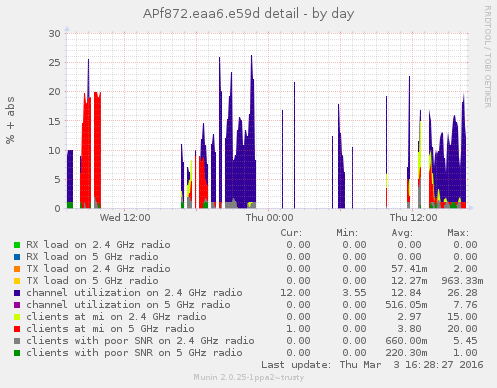 APf872.eaa6.e59d detail - by day
RRDTOOL / TOBI OETIKER
% + abs
30
25
20
15
10
5
0
Wed 12:00 Thu 00:00 Thu 12:00
Cur: Min: Avg: Max:
RX load on 2.4 GHz radio 0.00 0.00 0.00 0.00
RX load on 5 GHz radio 0.00 0.00 0.00 0.00
TX load on 2.4 GHz radio 0.00 0.00 57.41m 2.00
TX load on 5 GHz radio 0.00 0.00 12.27m 963.33m
channel utilization on 2.4 GHz radio 12.00 3.55 12.84 26.28
channel utilization on 5 GHz radio 0.00 0.00 516.05m 7.76
clients at mi on 2.4 GHz radio 0.00 0.00 2.97 15.00
clients at mi on 5 GHz radio 1.00 0.00 3.80 20.00
clients with poor SNR on 2.4 GHz radio 0.00 0.00 660.00m 5.45
clients with poor SNR on 5 GHz radio 0.00 0.00 220.30m 1.00
Last update: Thu Mar 3 16:28:27 2016
Munin 2.0.25-1ppa2~trusty